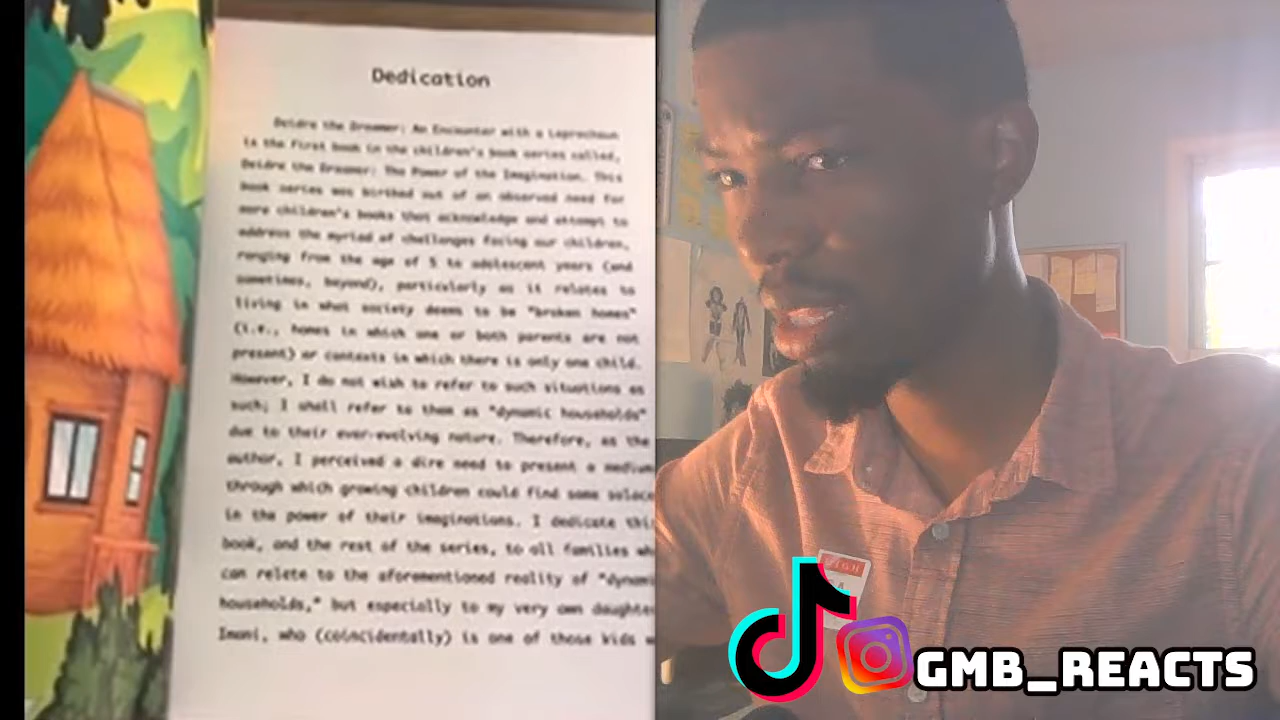 Dedication
Deidre the Dreamer: An Encounter with a Leprechaun
is the first book in the children's book series called,
Deidre the Dreamer: The Power of the Imagination. This
book series was birthed out of an observed need for
more children's books that acknowledge and attempt to
address the myriad of challenges facing our children,
ranging from the age of 5 to adolescent years (and
sometimes, beyond), particularly as it relates to
living in what society deems to be "broken homes"
(i.e., homes in which one or both parents are not
present) or contexts in which there is only one child.
However, I do not wish to refer to such situations as
such; I shall refer to them as "dynamic households"
due to their ever-evolving nature. Therefore, as the
author, I perceived a dire need to present a medium
through which growing children could find some solace
in the power of their imaginations. I dedicate this
book, and the rest of the series, to all families wh
can relete to the aforementioned reality of "dynami
households," but especially to my very own daughte
Imani, who (coincidentally) is one of those kids w
GMB_REACTS